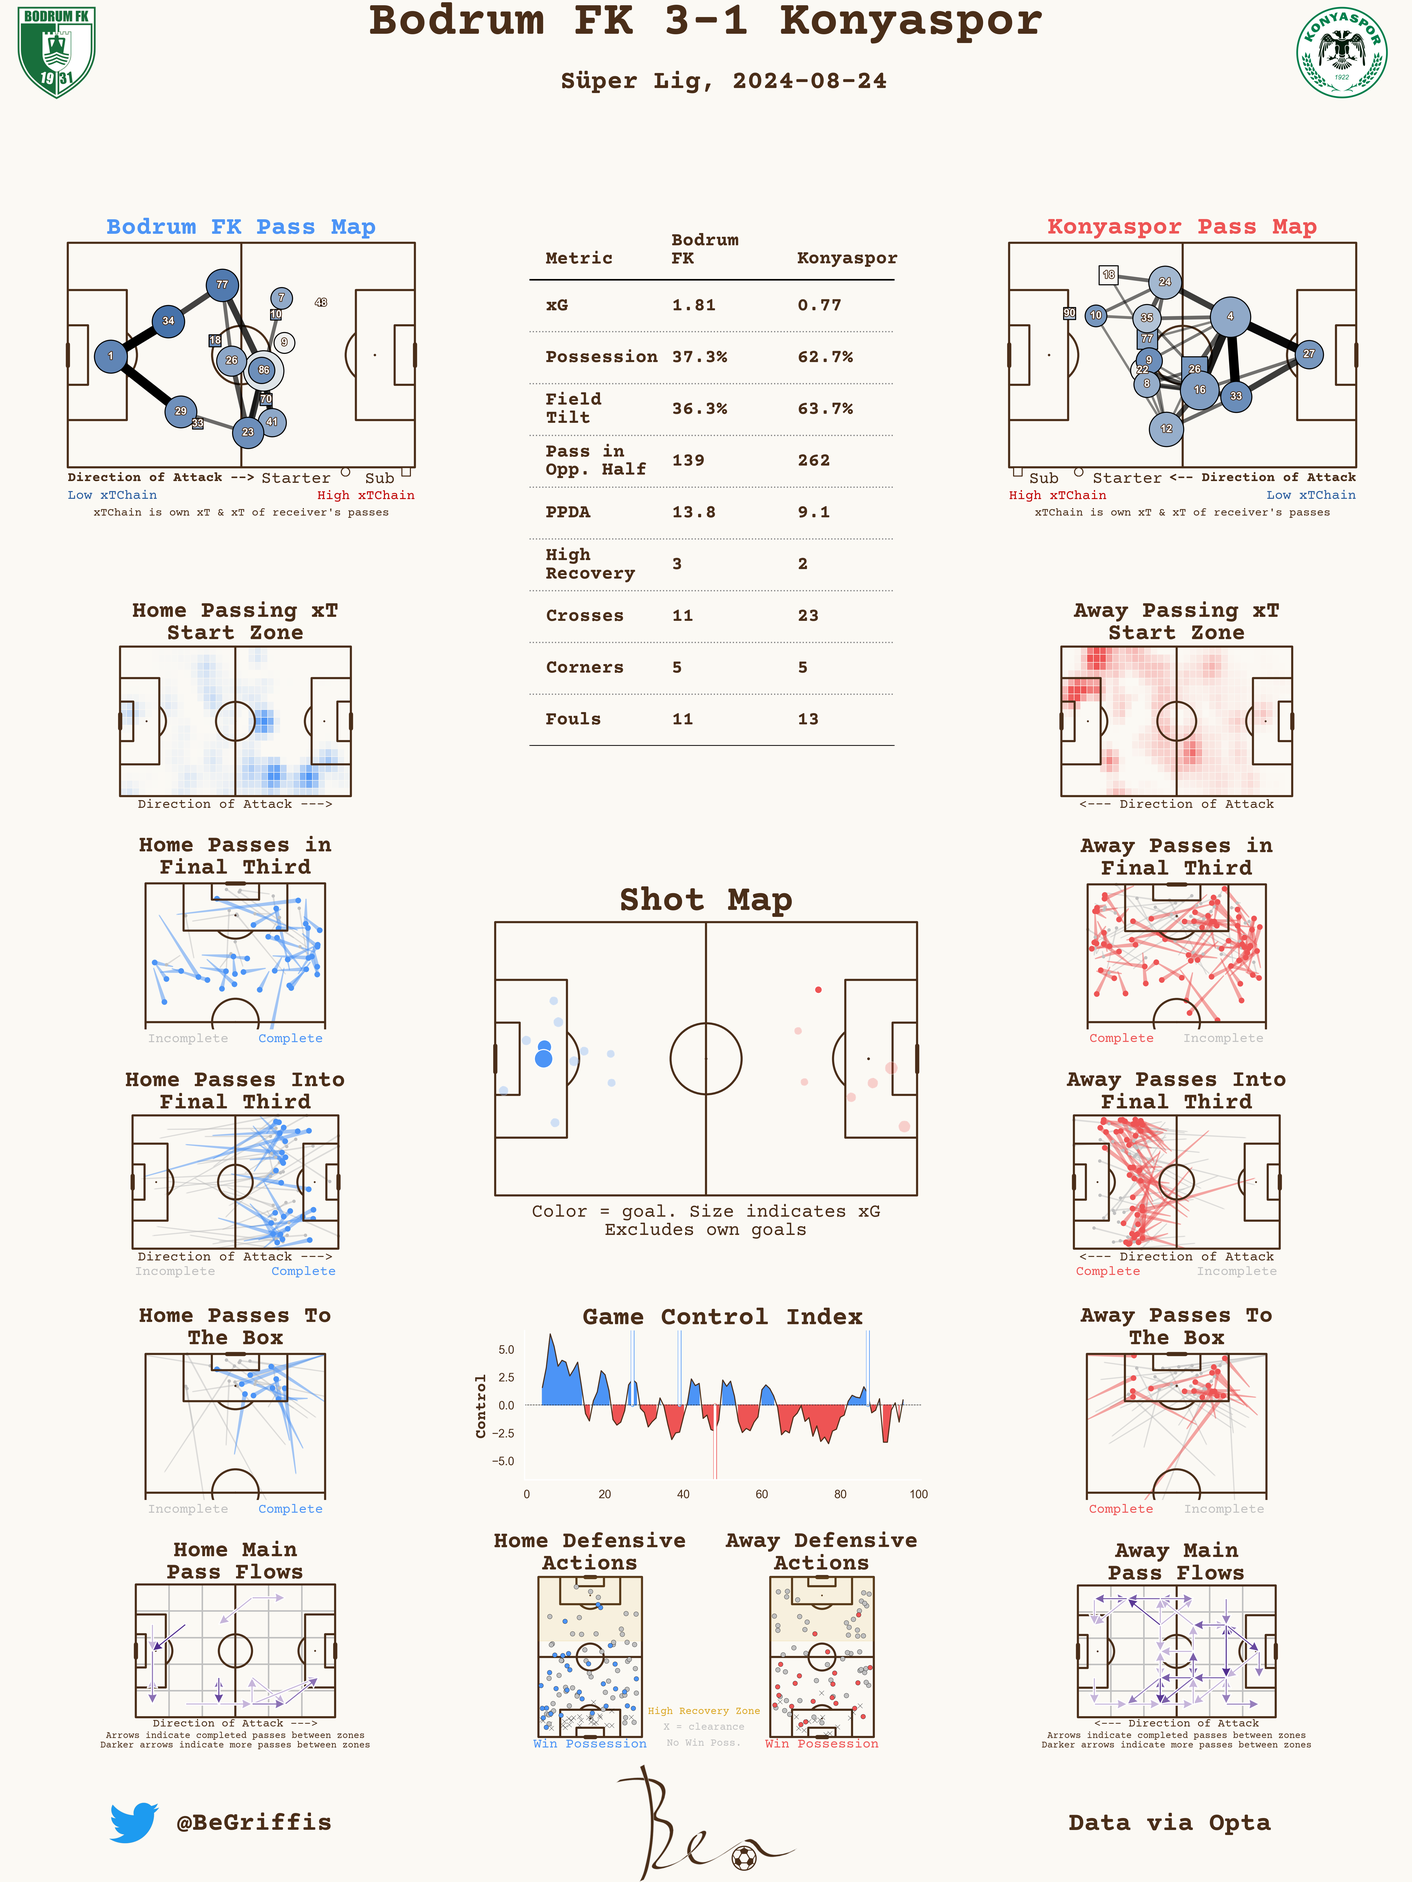 Bodrum FK 3-1 Konyaspor
Süper Lig, 2024-08-24
BODRUM FK
19 31
KONYASPOR
1922
Bodrum FK Pass Map
77
34
1
29
33
18
26
23
7
10
48
9
86
70
41
Direction of Attack --> Starter Sub
Low xTChain High xTChain
xTChain is own xT & xT of receiver's passes
Metric Bodrum FK Konyaspor
xG 1.81 0.77
Possession 37.3% 62.7%
Field Tilt 36.3% 63.7%
Pass in Opp. Half 139 262
PPDA 13.8 9.1
High Recovery 3 2
Crosses 11 23
Corners 5 5
Fouls 11 13
Konyaspor Pass Map
18
24
90
10
35
4
77
9
22
8
26
16
33
27
12
Sub Starter <-- Direction of Attack
High xTChain Low xTChain
xTChain is own xT & xT of receiver's passes
Home Passing xT
Start Zone
Direction of Attack --->
Away Passing xT
Start Zone
<--- Direction of Attack
Home Passes in
Final Third
Incomplete Complete
Away Passes in
Final Third
Complete Incomplete
Shot Map
Color = goal. Size indicates xG
Excludes own goals
Home Passes Into
Final Third
Direction of Attack --->
Incomplete Complete
Away Passes Into
Final Third
<--- Direction of Attack
Complete Incomplete
Home Passes To
The Box
Incomplete Complete
Game Control Index
Control
5.0
2.5
0.0
−2.5
−5.0
0 20 40 60 80 100
Away Passes To
The Box
Complete Incomplete
Home Main
Pass Flows
Direction of Attack --->
Arrows indicate completed passes between zones
Darker arrows indicate more passes between zones
Home Defensive
Actions
Win Possession
Away Defensive
Actions
Win Possession
High Recovery Zone
X = clearance
No Win Poss.
Away Main
Pass Flows
<--- Direction of Attack
Arrows indicate completed passes between zones
Darker arrows indicate more passes between zones
@BeGriffis
Ben
Data via Opta